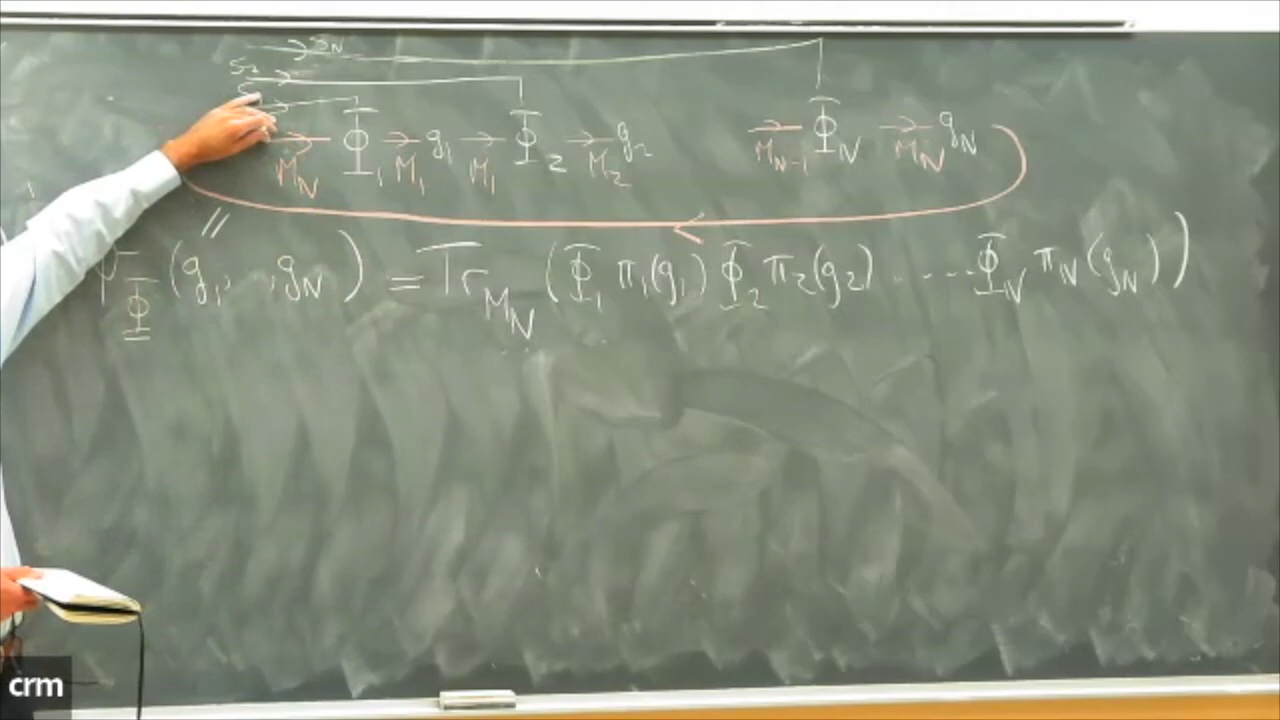 S_N
S_2
Φ_1 g_1 Φ_2 g_2 Φ_N g_N
M_N M_1 M_1 M_2 M_{N-1} M_N
Ψ_Φ (g_1, ,g_N) = Tr_{M_N} (Φ_1 π_1(g_1) Φ_2 π_2(g_2) ..... Φ_N π_N(g_N))
crm